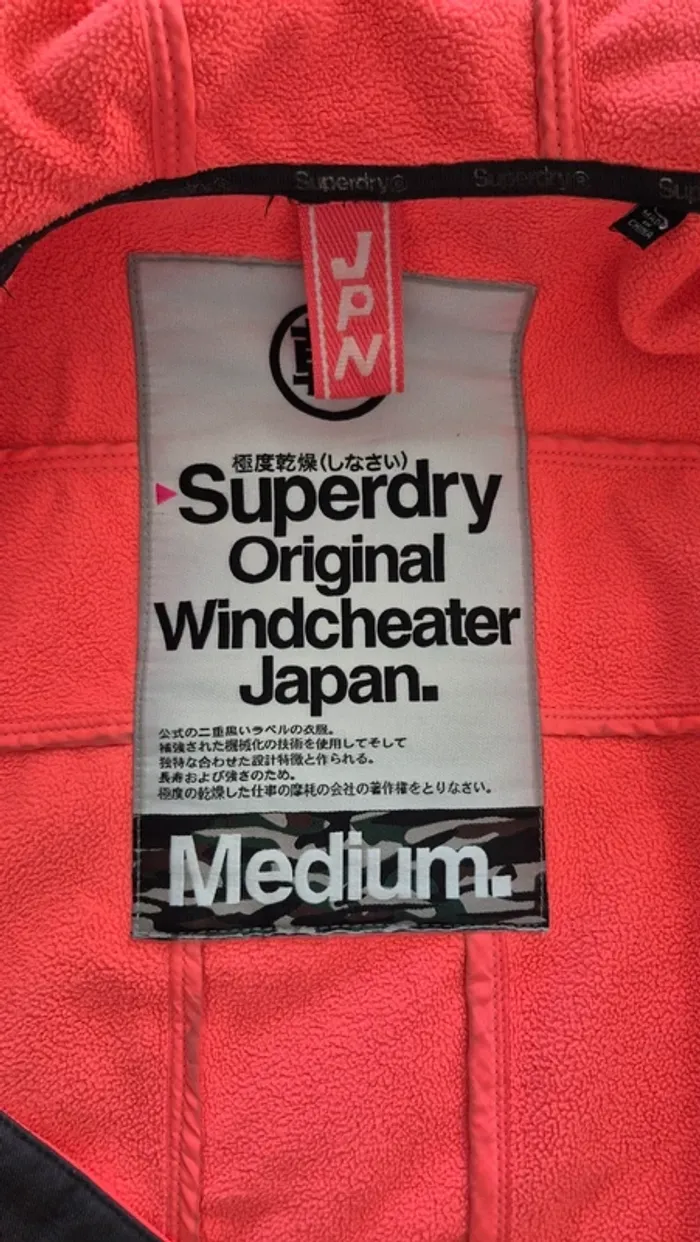 Superdry®
Superdry®
Sup
MADE
IN
CHINA
JPN
極度乾燥(しなさい)
Superdry
Original
Windcheater
Japan.
公式の二重黒いラベルの衣服。
補強された機械化の技術を使用してそして
独特な合わせた設計特徴と作られる。
長寿および強さのため。
極度の乾燥した仕事の摩耗の会社の著作権をとりなさい。
Medium.